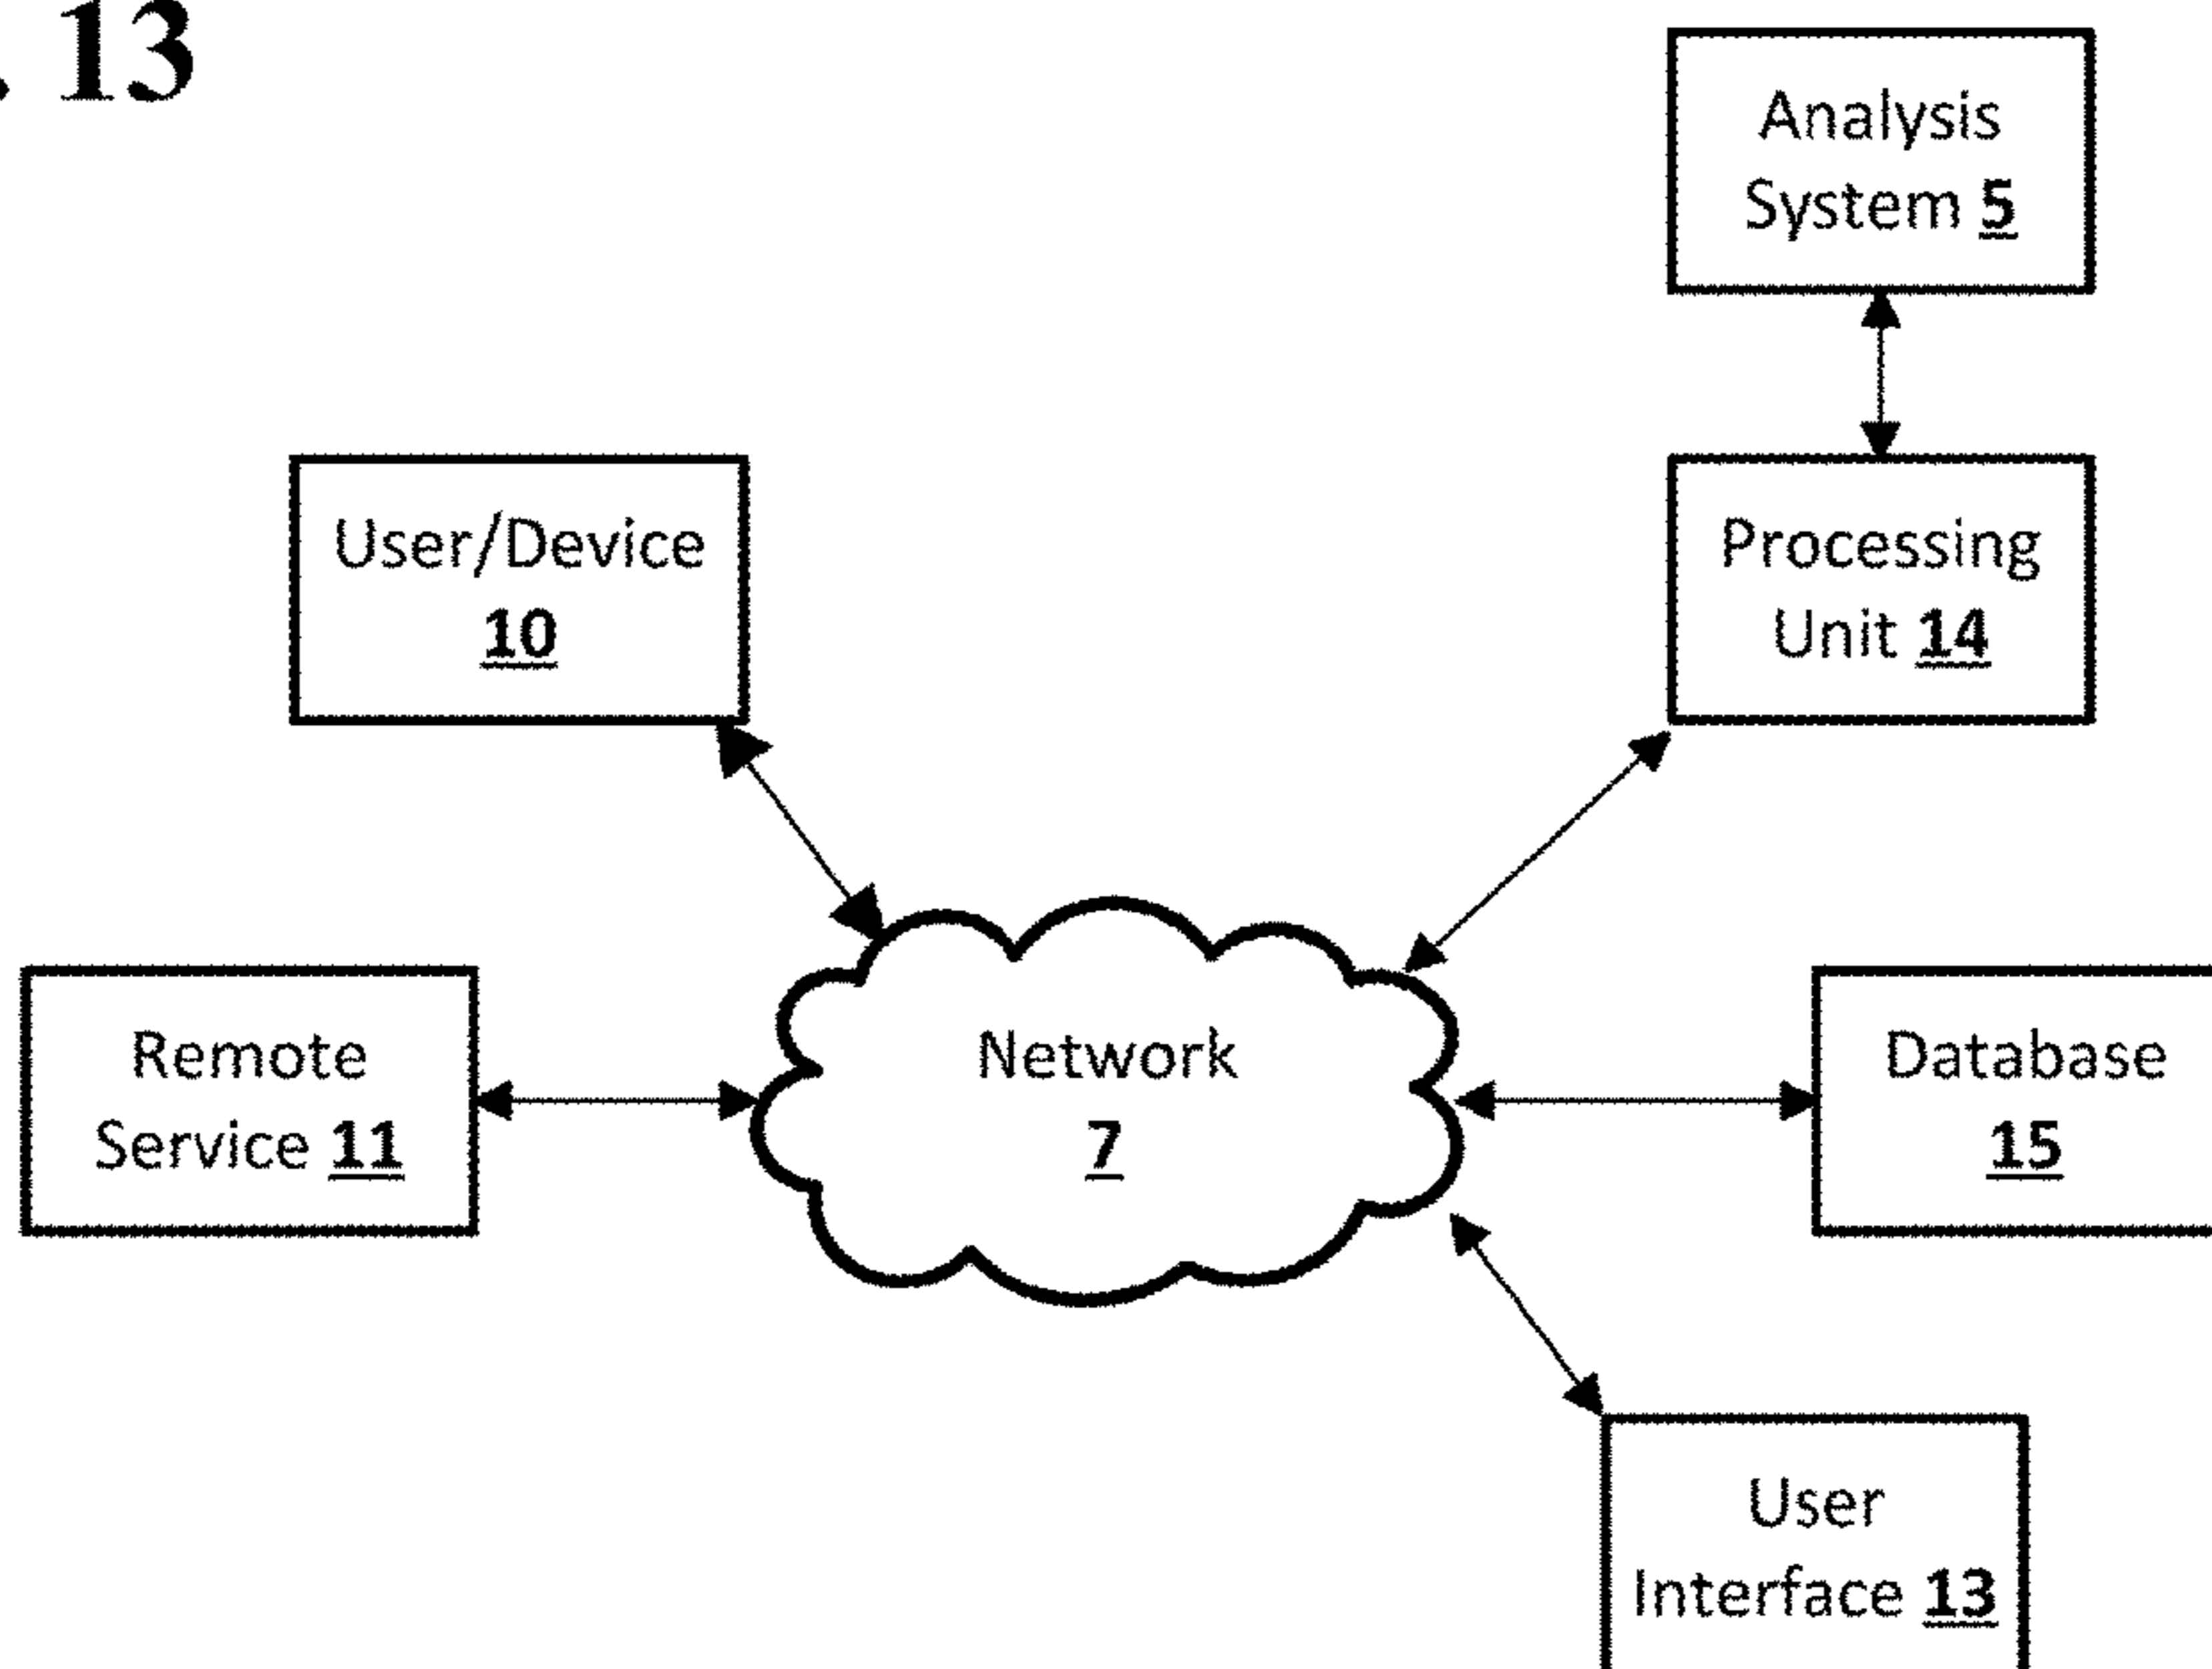 . 13
Analysis
System 5
User/Device
10
Processing
Unit 14
Remote
Service 11
Network
7
Database
15
User
Interface 13